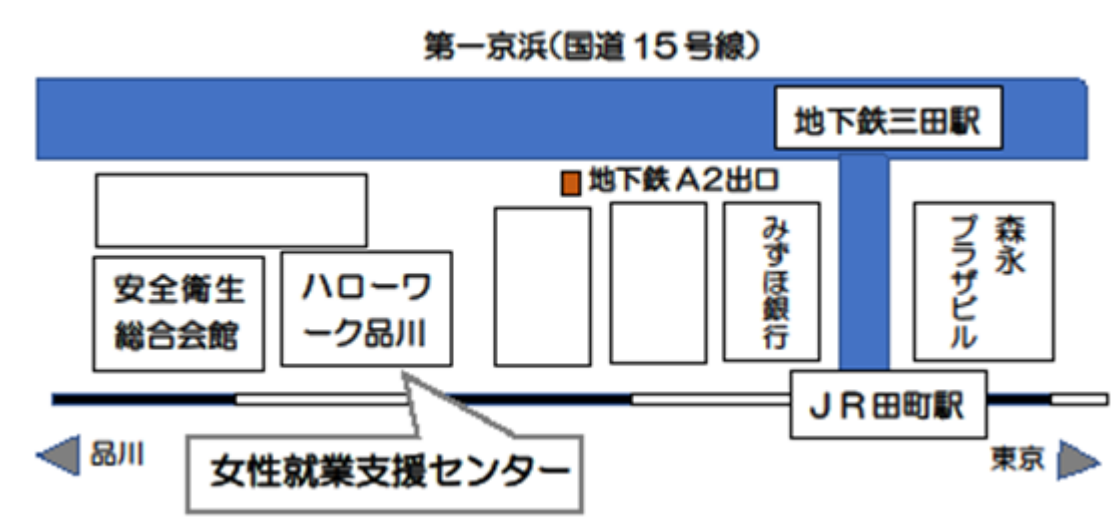 第一京浜(国道15号線)
地下鉄三田駅
地下鉄A2出口
みずほ銀行
森永
プラザビル
安全衛生
総合会館
ハローワ
ーク品川
JR田町駅
品川
東京
女性就業支援センター